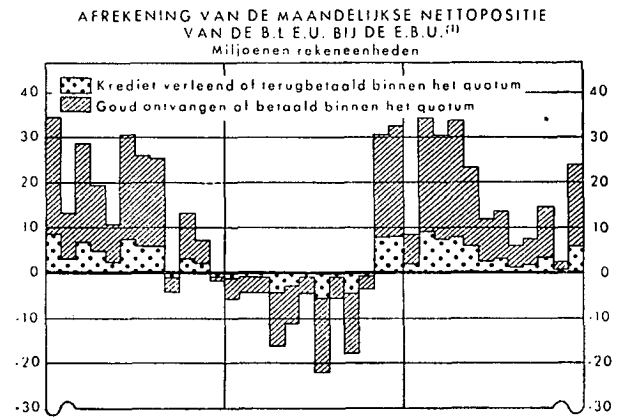 AFREKENING VAN DE MAANDELIJKSE NETTOPOSITIE
VAN DE B.L E.U. BIJ DE E.B.U.(1)
Miljoenen rekeneenheden
Krediet verleend of terugbetaald binnen het quotum
Goud ontvangen of betaald binnen het quotum
40 40
30 30
20 20
10 10
0 0
-10 -10
-20 -20
-30 -30